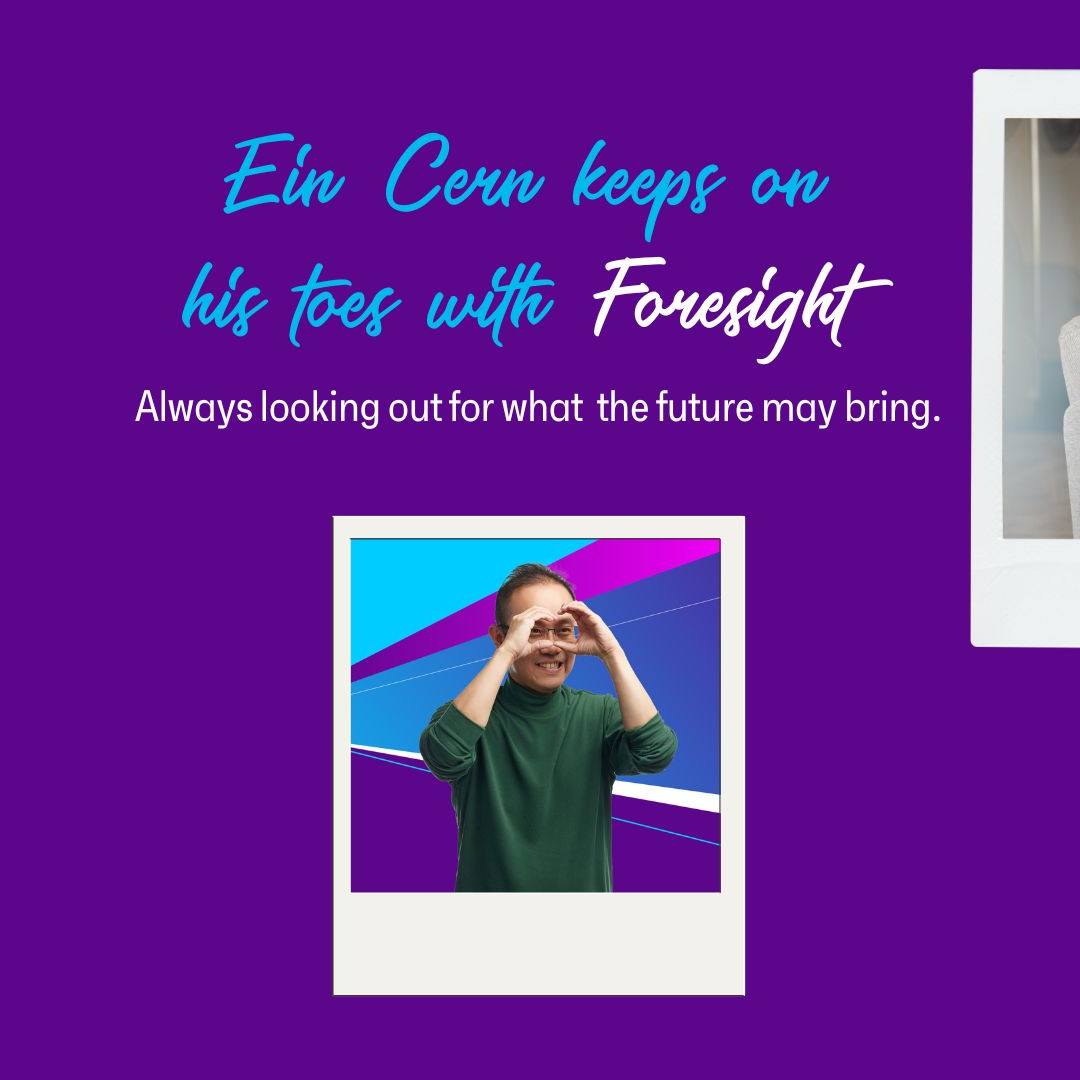 Ein Cern keeps on
his toes with Foresight
Always looking out for what the future may bring.